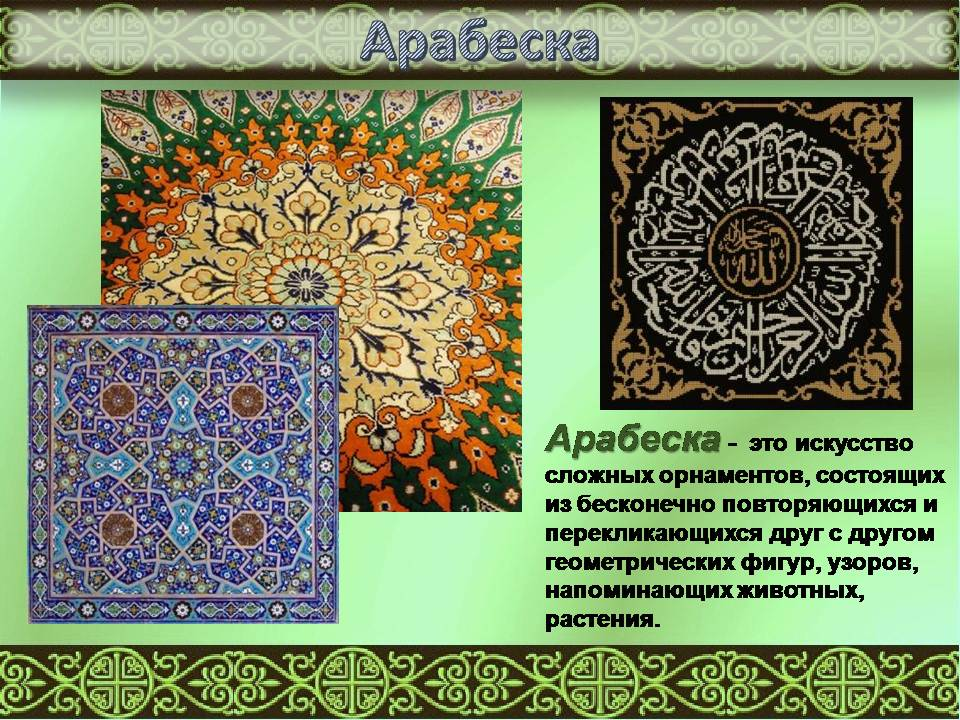 Арабеска
الله
Арабеска - это искусство
сложных орнаментов, состоящих
из бесконечно повторяющихся и
перекликающихся друг с другом
геометрических фигур, узоров,
напоминающих животных,
растения.